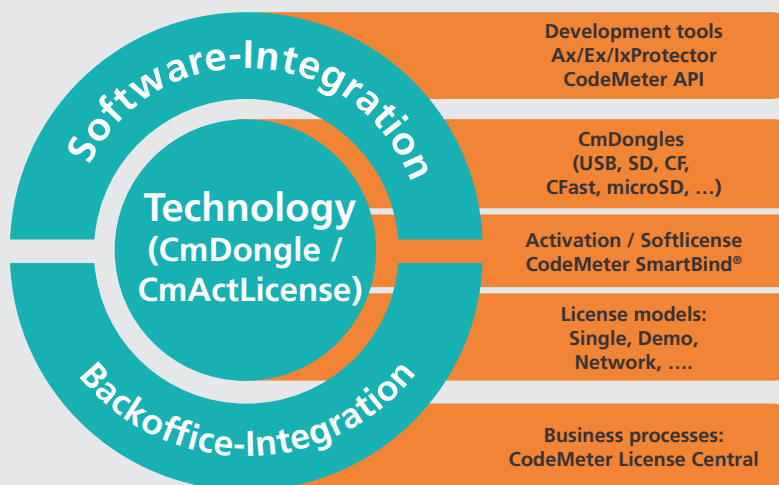 Software-Integration
Technology
(CmDongle /
CmActLicense)
Backoffice-Integration
Development tools
Ax/Ex/IxProtector
CodeMeter API
CmDongles
(USB, SD, CF,
CFast, microSD, ...)
Activation / Softlicense
CodeMeter SmartBind®
License models:
Single, Demo,
Network, ....
Business processes:
CodeMeter License Central